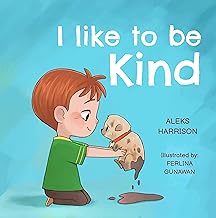 I like to be
Kind
ALEKS
HARRISON
Illustrated by:
FERLINA
GUNAWAN